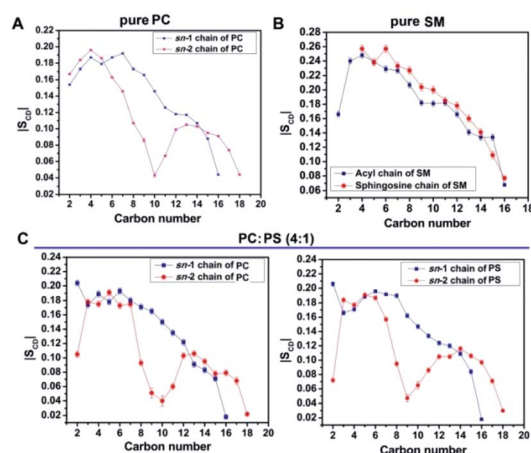 A
pure PC
0.20
0.18
0.16
0.14
0.12
0.10
0.08
0.06
0.04
0.02
|S_CD|
sn-1 chain of PC
sn-2 chain of PC
0 2 4 6 8 10 12 14 16 18 20
Carbon number
B
pure SM
0.28
0.26
0.24
0.22
0.20
0.18
0.16
0.14
0.12
0.10
0.08
0.06
|S_CD|
Acyl chain of SM
Sphingosine chain of SM
2 4 6 8 10 12 14 16 18
Carbon number
C
PC:PS (4:1)
0.24
0.22
0.20
0.18
0.16
0.14
0.12
0.10
0.08
0.06
0.04
0.02
|S_CD|
sn-1 chain of PC
sn-2 chain of PC
2 4 6 8 10 12 14 16 18 20
Carbon number
0.24
0.22
0.20
0.18
0.16
0.14
0.12
0.10
0.08
0.06
0.04
0.02
|S_CD|
sn-1 chain of PS
sn-2 chain of PS
2 4 6 8 10 12 14 16 18 20
Carbon number